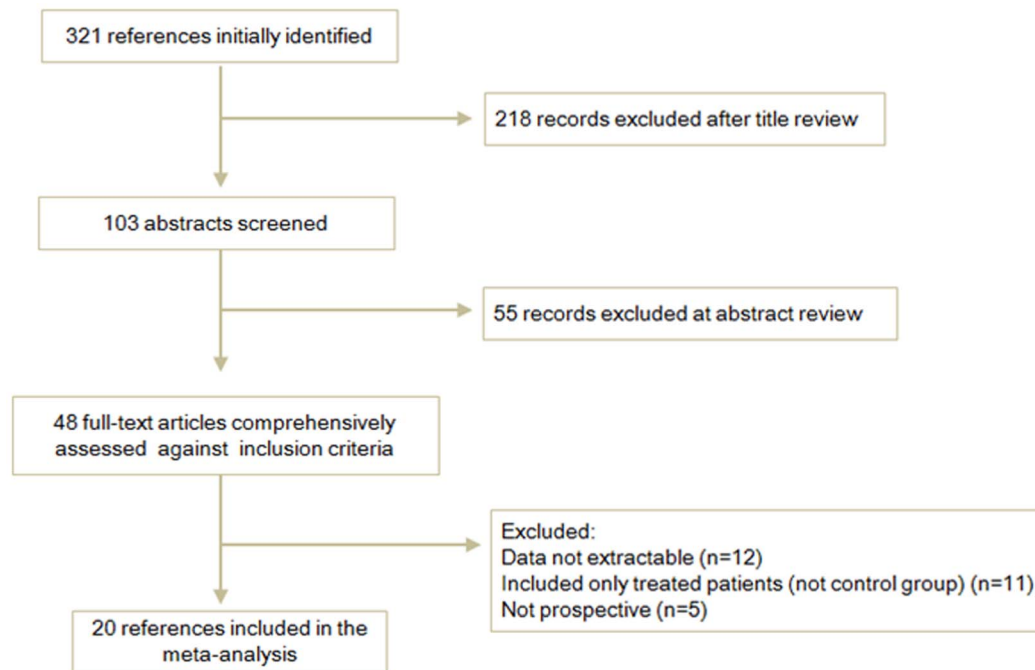 321 references initially identified
218 records excluded after title review
103 abstracts screened
55 records excluded at abstract review
48 full-text articles comprehensively
assessed against inclusion criteria
Excluded:
Data not extractable (n=12)
Included only treated patients (not control group) (n=11)
Not prospective (n=5)
20 references included in the
meta-analysis